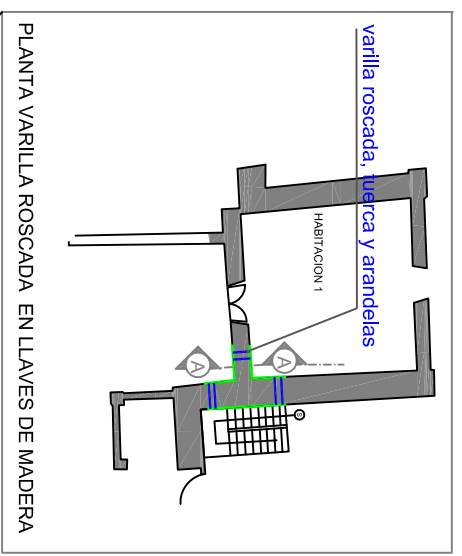 varilla roscada, tuerca y arandelas
HABITACION 1
A
A
S
PLANTA VARILLA ROSCADA EN LLAVES DE MADERA